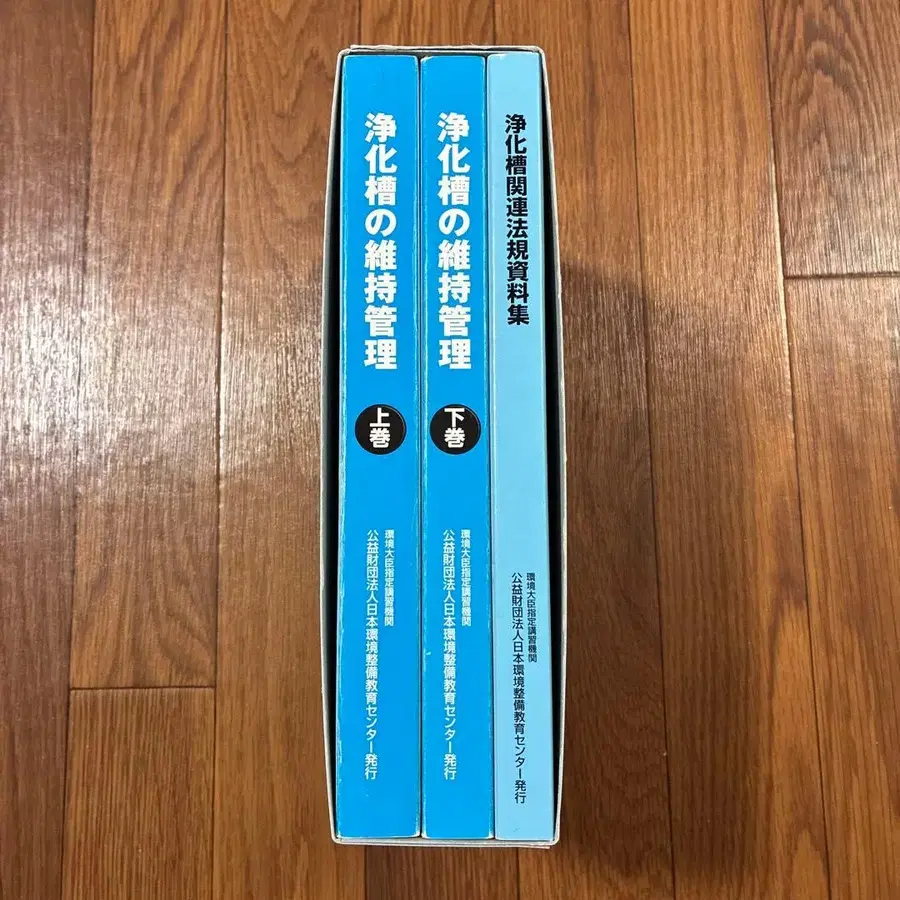 浄化槽の維持管理
上巻
環境大臣指定講習機関
公益財団法人日本環境整備教育センター発行
浄化槽の維持管理
下巻
環境大臣指定講習機関
公益財団法人日本環境整備教育センター発行
浄化槽関連法規資料集
環境大臣指定講習機関
公益財団法人日本環境整備教育センター発行